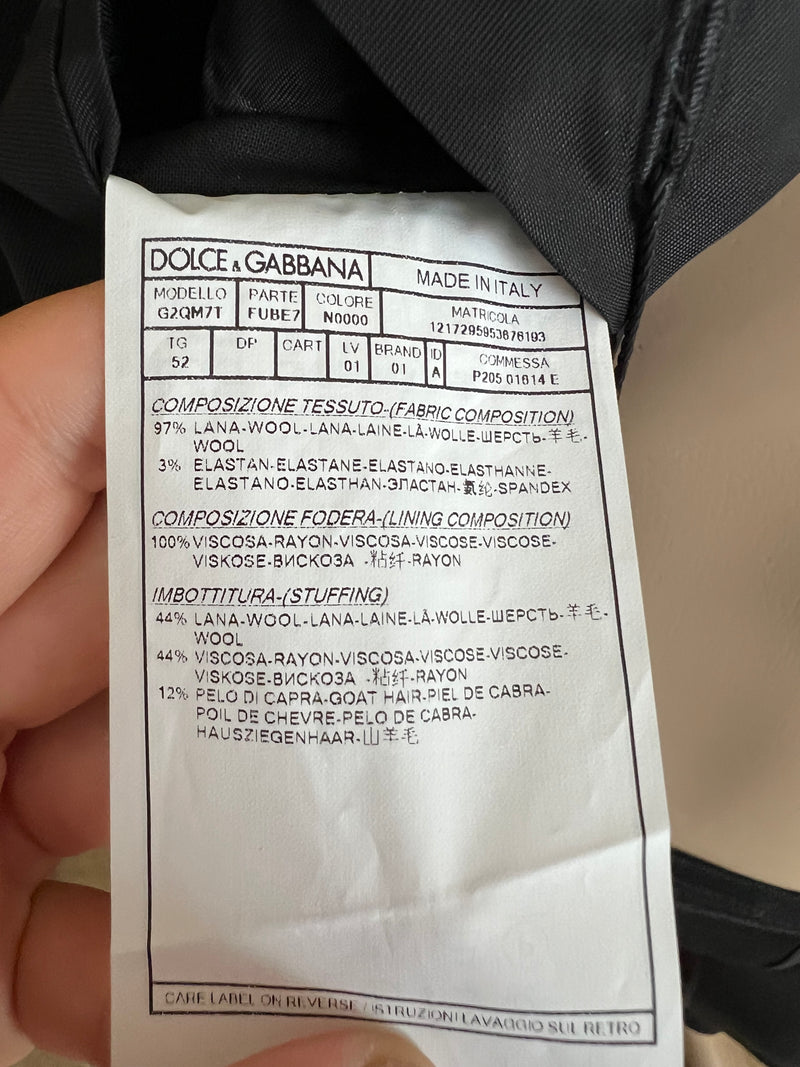 DOLCE & GABBANA
MADE IN ITALY
MODELLO PARTE COLORE MATRICOLA
G2QM7T FUBE7 N0000 1217295953676193
TG DP CART LV BRAND ID COMMESSA
52 01 01 A P205 01614 E
COMPOSIZIONE TESSUTO-(FABRIC COMPOSITION)
97% LANA-WOOL-LANA-LAINE-LÀ-WOLLE-ШЕРСТЬ-羊毛-
WOOL
3% ELASTAN-ELASTANE-ELASTANO-ELASTHANNE-
ELASTANO-ELASTHAN-ЭЛАСТАН-氨纶-SPANDEX
COMPOSIZIONE FODERA-(LINING COMPOSITION)
100% VISCOSA-RAYON-VISCOSA-VISCOSE-VISCOSE-
VISKOSE-ВИСКОЗА -粘纤-RAYON
IMBOTTITURA-(STUFFING)
44% LANA-WOOL-LANA-LAINE-LÀ-WOLLE-ШЕРСТЬ-羊毛-
WOOL
44% VISCOSA-RAYON-VISCOSA-VISCOSE-VISCOSE-
VISKOSE-ВИСКОЗА -粘纤-RAYON
12% PELO DI CAPRA-GOAT HAIR-PIEL DE CABRA-
POIL DE CHEVRE-PELO DE CABRA-
HAUSZIEGENHAAR-山羊毛
CARE LABEL ON REVERSE / ISTRUZIONI LAVAGGIO SUL RETRO